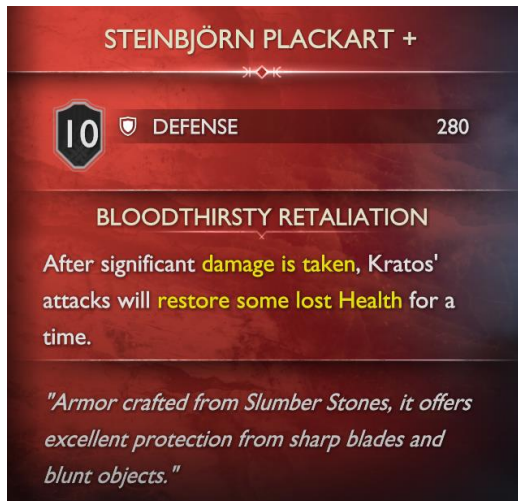 STEINBJÖRN PLACKART +
10 DEFENSE 280
BLOODTHIRSTY RETALIATION
After significant damage is taken, Kratos'
attacks will restore some lost Health for a
time.
"Armor crafted from Slumber Stones, it offers
excellent protection from sharp blades and
blunt objects."